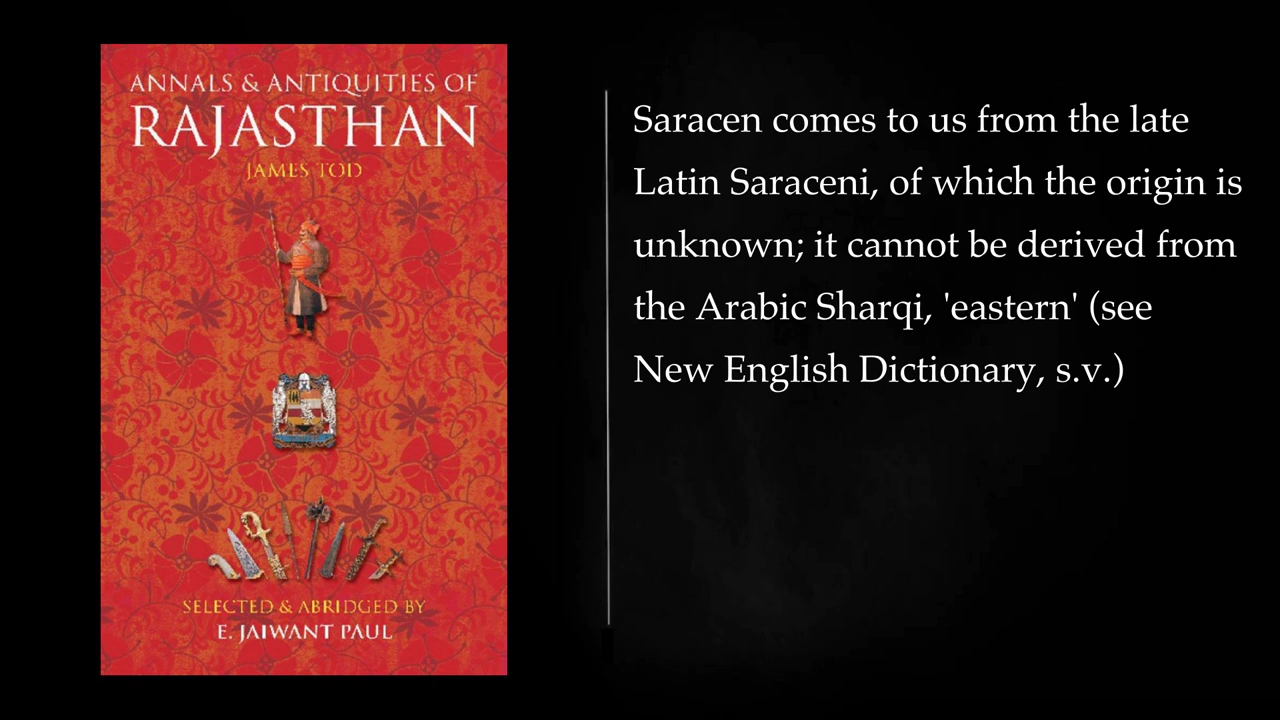 ANNALS & ANTIQUITIES OF
RAJASTHAN
JAMES TOD
SELECTED & ABRIDGED BY
E. JAIWANT PAUL
Saracen comes to us from the late
Latin Saraceni, of which the origin is
unknown; it cannot be derived from
the Arabic Sharqi, 'eastern' (see
New English Dictionary, s.v.)